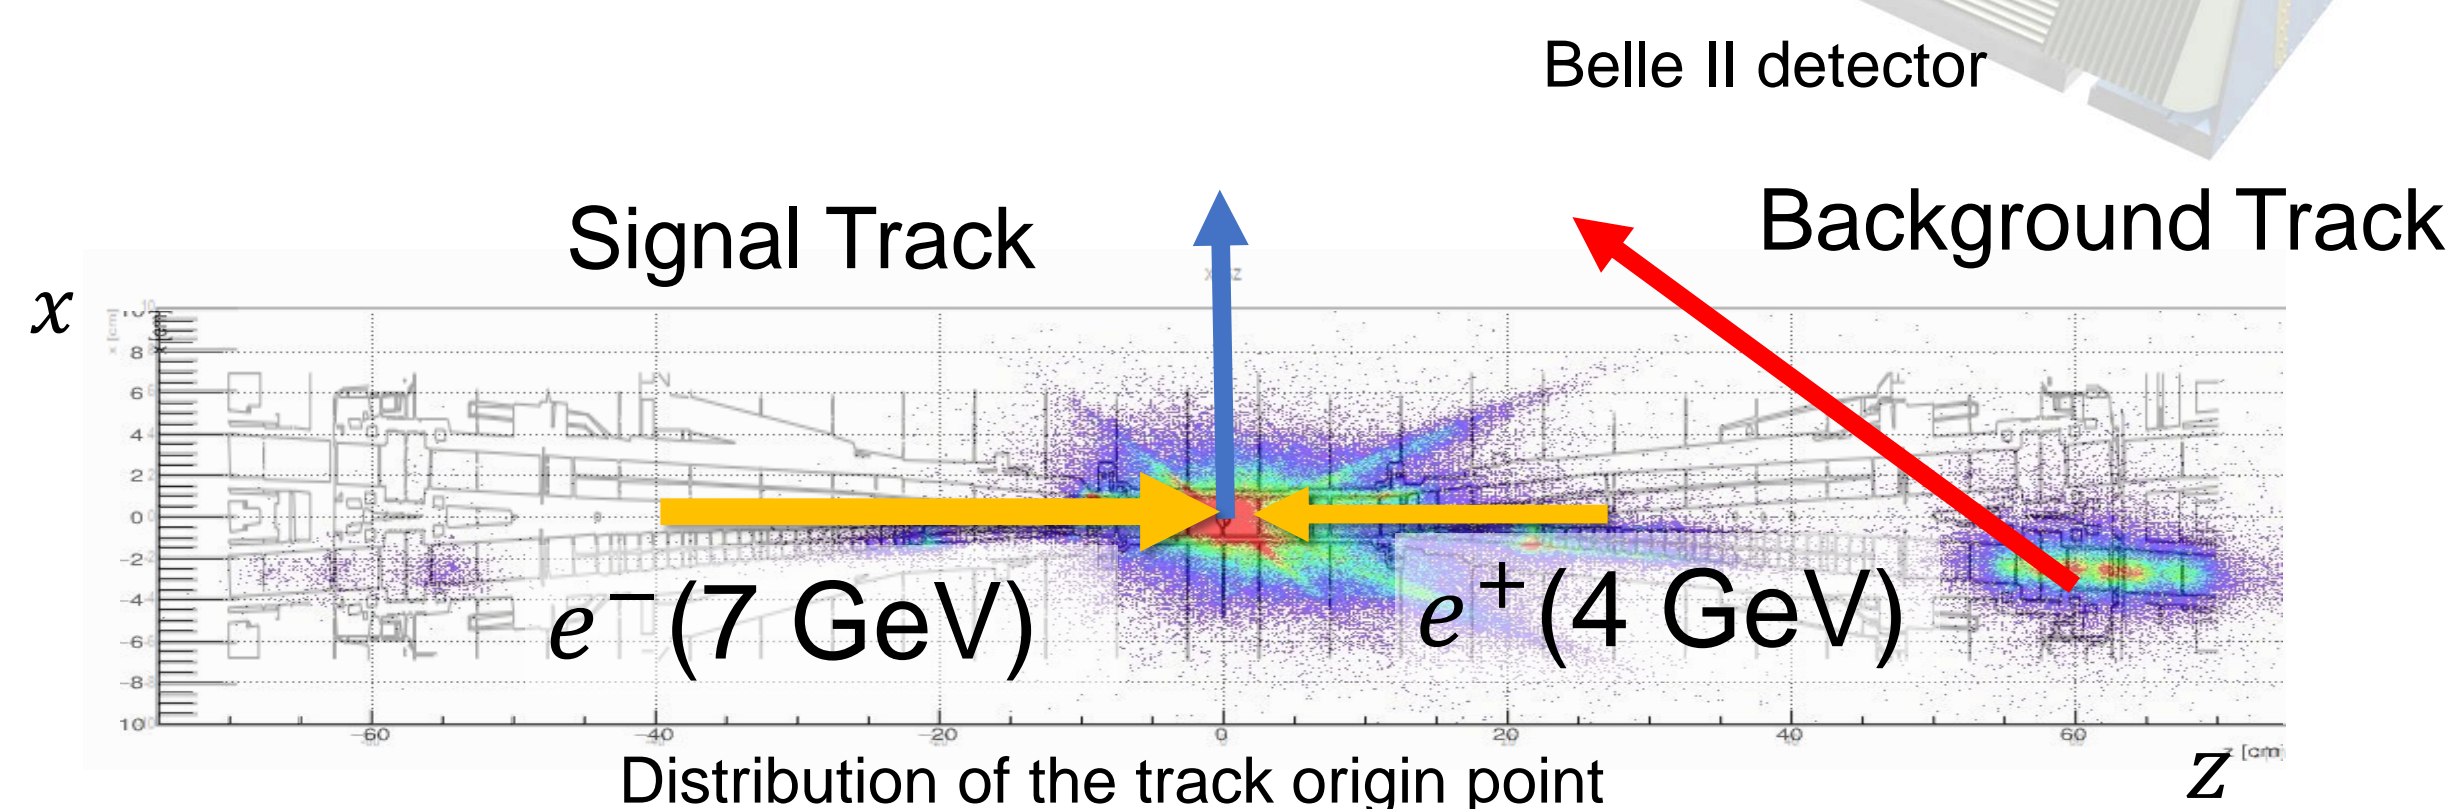 Belle II detector
Signal Track
Background Track
x
10
8
6
4
2
0
-2
-4
-6
-8
10
e⁻(7 GeV)
e⁺(4 GeV)
-60 -40 -20 0 20 40 60
z [cm]
z
Distribution of the track origin point